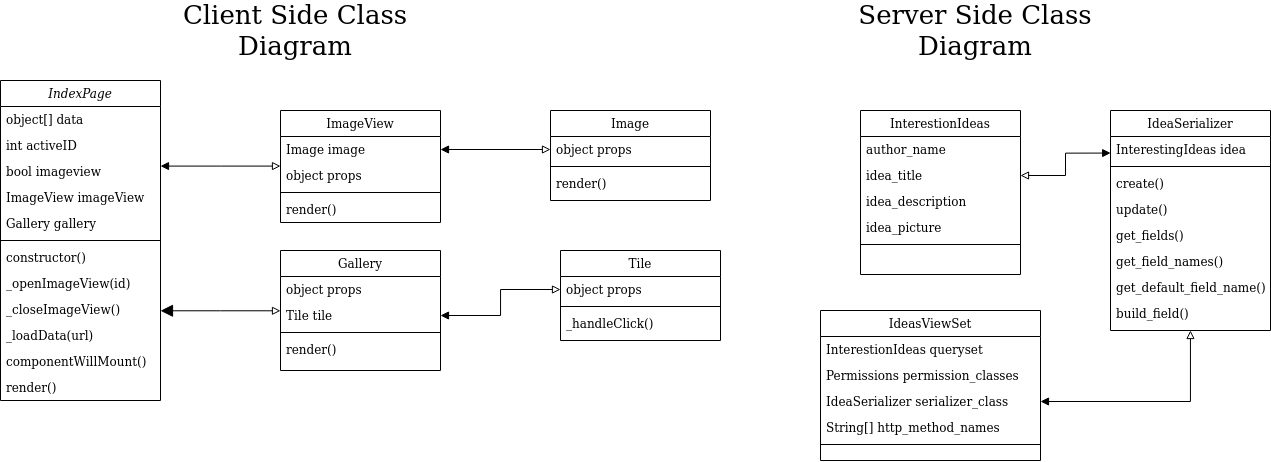 Client Side Class
Diagram
IndexPage
object[] data
int activeID
bool imageview
ImageView imageView
Gallery gallery
constructor()
_openImageView(id)
_closeImageView()
_loadData(url)
componentWillMount()
render()
ImageView
Image image
object props
render()
Image
object props
render()
Gallery
object props
Tile tile
render()
Tile
object props
_handleClick()
Server Side Class
Diagram
InterestionIdeas
author_name
idea_title
idea_description
idea_picture
IdeaSerializer
InterestingIdeas idea
create()
update()
get_fields()
get_field_names()
get_default_field_name()
build_field()
IdeasViewSet
InterestionIdeas queryset
Permissions permission_classes
IdeaSerializer serializer_class
String[] http_method_names